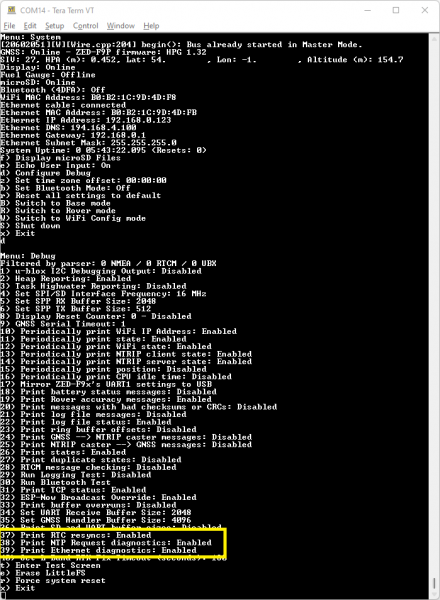 COM14 - Tera Term VT
File Edit Setup Control Window Help
Menu: System
[20602051][W][Wire.cpp:204] begin(): Bus already started in Master Mode.
GNSS: Online - ZED-F9P firmware: HPG 1.32
SIV: 27, HPA (m): 0.452, Lat: 54. , Lon: -1. , Altitude (m): 154.7
Display: Online
Fuel Gauge: Offline
microSD: Online
Bluetooth (4DFA): Off
WiFi MAC Address: B0:B2:1C:9D:4D:F8
Ethernet cable: connected
Ethernet MAC Address: B0:B2:1C:9D:4D:FB
Ethernet IP Address: 192.168.0.123
Ethernet DNS: 194.168.4.100
Ethernet Gateway: 192.168.0.1
Ethernet Subnet Mask: 255.255.255.0
System Uptime: 0 05:43:22.095 (Resets: 0)
f) Display microSD Files
e) Echo User Input: On
d) Configure Debug
z) Set time zone offset: 00:00:00
b) Set Bluetooth Mode: Off
r) Reset all settings to default
B) Switch to Base mode
R) Switch to Rover mode
W) Switch to WiFi Config mode
S) Shut down
x) Exit
d
Menu: Debug
Filtered by parser: 0 NMEA / 0 RTCM / 0 UBX
1) u-blox I2C Debugging Output: Disabled
2) Heap Reporting: Enabled
3) Task Highwater Reporting: Disabled
4) Set SPI/SD Interface Frequency: 16 MHz
5) Set SPP RX Buffer Size: 2048
6) Set SPP TX Buffer Size: 512
8) Display Reset Counter: 0 - Disabled
9) GNSS Serial Timeout: 1
10) Periodically print WiFi IP Address: Enabled
11) Periodically print state: Enabled
12) Periodically print WiFi state: Enabled
13) Periodically print NTRIP client state: Enabled
14) Periodically print NTRIP server state: Enabled
15) Periodically print position: Disabled
16) Periodically print CPU idle time: Disabled
17) Mirror ZED-F9x's UART1 settings to USB
18) Print battery status messages: Disabled
19) Print Rover accuracy messages: Enabled
20) Print messages with bad checksums or CRCs: Disabled
21) Print log file messages: Disabled
22) Print log file status: Enabled
23) Print ring buffer offsets: Disabled
24) Print GNSS --> NTRIP caster messages: Disabled
25) Print NTRIP caster --> GNSS messages: Disabled
26) Print states: Enabled
27) Print duplicate states: Disabled
28) RTCM message checking: Disabled
29) Run Logging Test: Disabled
30) Run Bluetooth Test
31) Print TCP status: Enabled
32) ESP-Now Broadcast Override: Enabled
33) Print buffer overruns: Disabled
34) Set UART Receive Buffer Size: 2048
35) Set GNSS Handler Buffer Size: 4096
37) Print RTC resyncs: Enabled
38) Print NTP Request diagnostics: Enabled
39) Print Ethernet diagnostics: Enabled
t) Enter Test Screen
e) Erase LittleFS
r) Force system reset
x) Exit